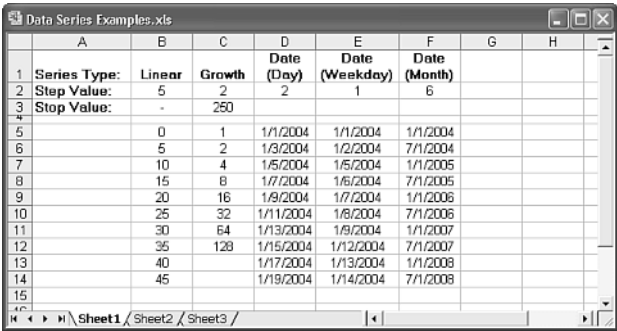 Data Series Examples.xls
A B C D E F G H
Date Date Date
1 Series Type: Linear Growth (Day) (Weekday) (Month)
2 Step Value: 5 2 2 1 6
3 Stop Value: - 250
4
5 0 1 1/1/2004 1/1/2004 1/1/2004
6 5 2 1/3/2004 1/2/2004 7/1/2004
7 10 4 1/5/2004 1/5/2004 1/1/2005
8 15 8 1/7/2004 1/6/2004 7/1/2005
9 20 16 1/9/2004 1/7/2004 1/1/2006
10 25 32 1/11/2004 1/8/2004 7/1/2006
11 30 64 1/13/2004 1/9/2004 1/1/2007
12 35 128 1/15/2004 1/12/2004 7/1/2007
13 40 1/17/2004 1/13/2004 1/1/2008
14 45 1/19/2004 1/14/2004 7/1/2008
15
16
Sheet1 Sheet2 Sheet3